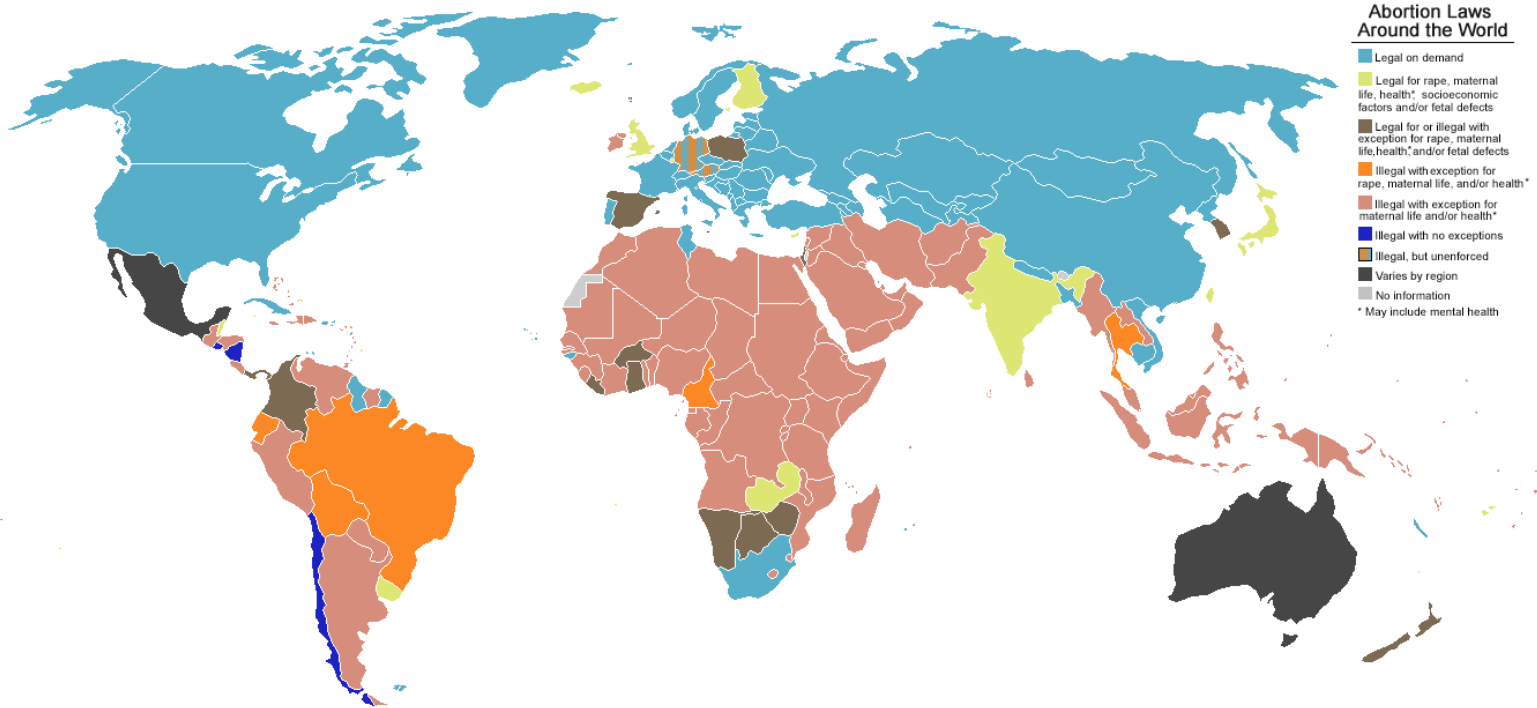 Abortion Laws
Around the World
Legal on demand
Legal for rape, maternal
life, health*, socioeconomic
factors and/or fetal defects
Legal for or illegal with
exception for rape, maternal
life, health*, and/or fetal defects
Illegal with exception for
rape, maternal life, and/or health*
Illegal with exception for
maternal life and/or health*
Illegal with no exceptions
Illegal, but unenforced
Varies by region
No information
* May include mental health